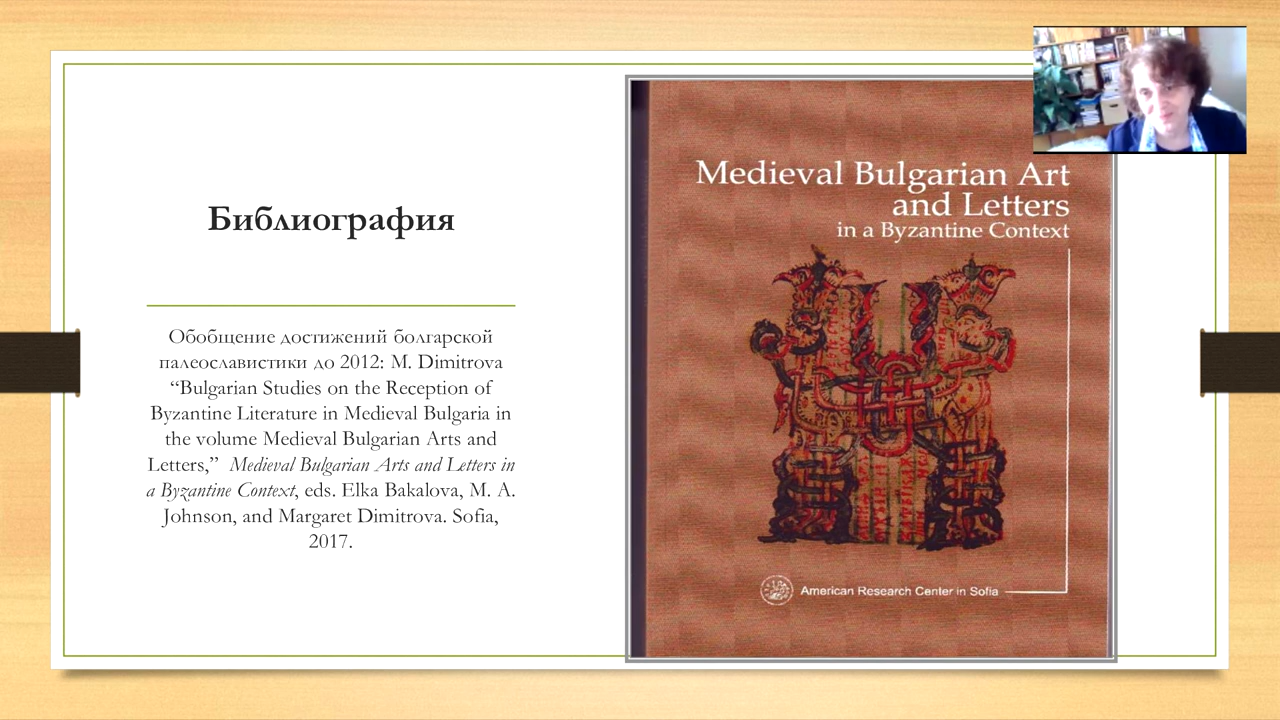 Библиография
Обобщение достижений болгарской
палеославистики до 2012: M. Dimitrova
“Bulgarian Studies on the Reception of
Byzantine Literature in Medieval Bulgaria in
the volume Medieval Bulgarian Arts and
Letters,” Medieval Bulgarian Arts and Letters in
a Byzantine Context, eds. Elka Bakalova, M. A.
Johnson, and Margaret Dimitrova. Sofia,
2017.
Medieval Bulgarian Art
and Letters
in a Byzantine Context
American Research Center in Sofia